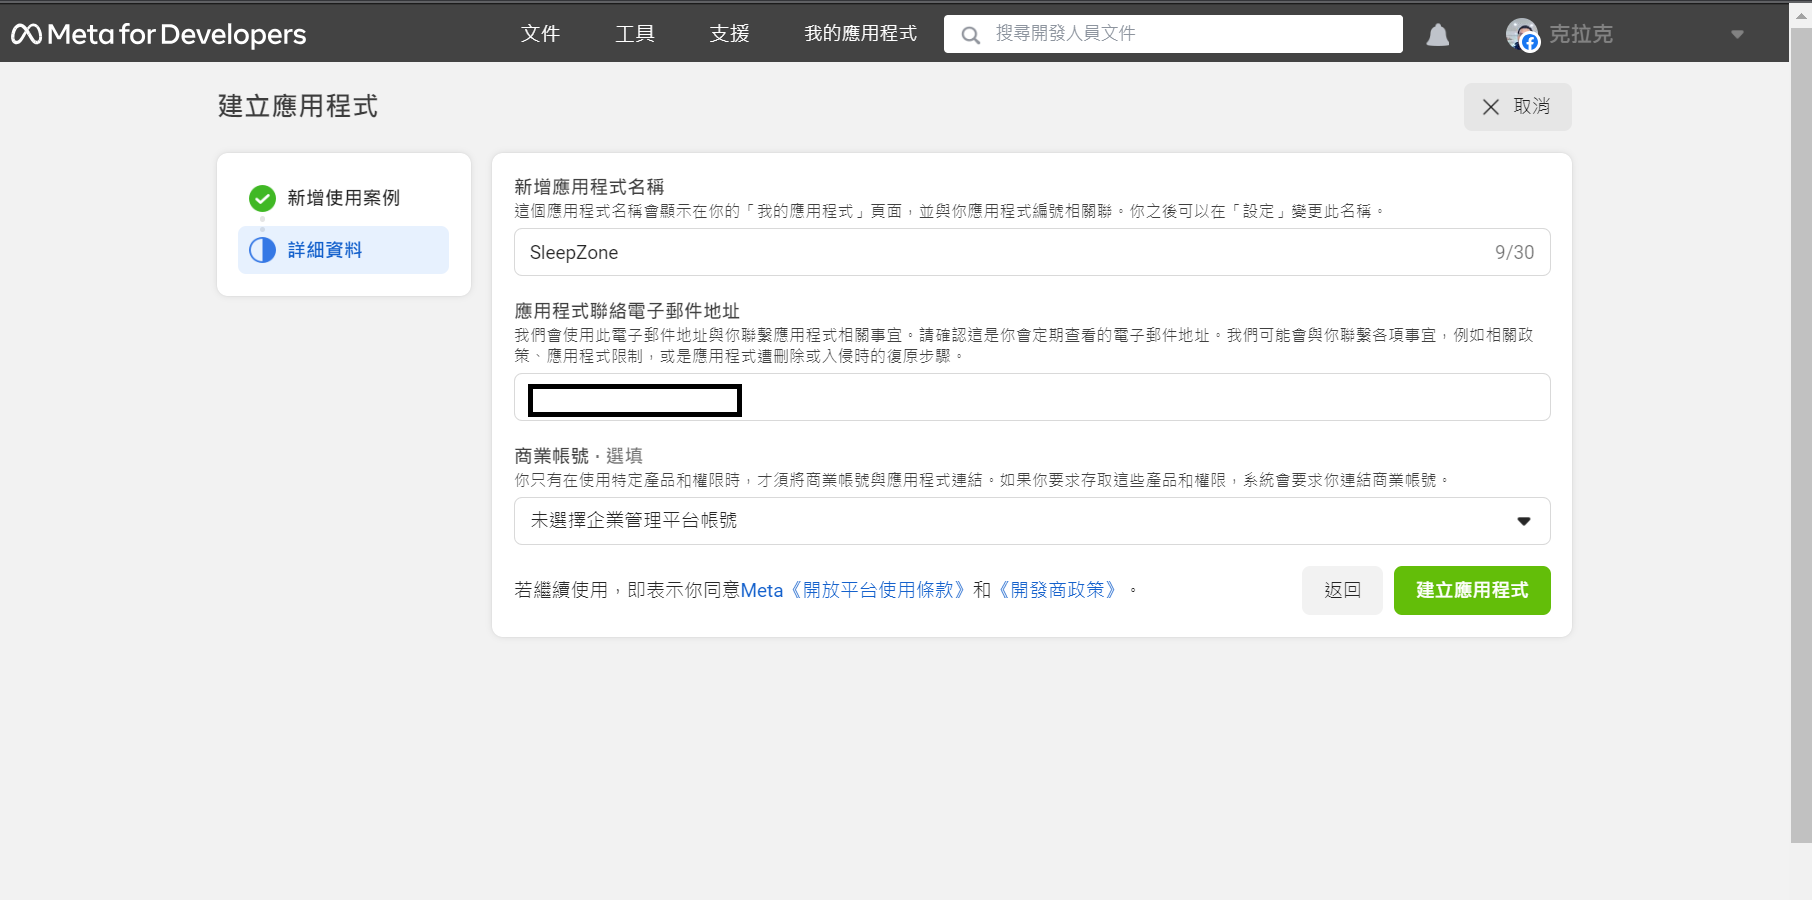 Meta for Developers
文件
工具
支援
我的應用程式
搜尋開發人員文件
克拉克
建立應用程式
取消
新增使用案例
詳細資料
新增應用程式名稱
這個應用程式名稱會顯示在你的「我的應用程式」頁面，並與你應用程式編號相關聯。你之後可以在「設定」變更此名稱。
SleepZone
9/30
應用程式聯絡電子郵件地址
我們會使用此電子郵件地址與你聯繫應用程式相關事宜。請確認這是你會定期查看的電子郵件地址。我們可能會與你聯繫各項事宜，例如相關政
策、應用程式限制，或是應用程式遭刪除或入侵時的復原步驟。
商業帳號 · 選填
你只有在使用特定產品和權限時，才須將商業帳號與應用程式連結。如果你要求存取這些產品和權限，系統會要求你連結商業帳號。
未選擇企業管理平台帳號
若繼續使用，即表示你同意Meta《開放平台使用條款》和《開發商政策》。
返回
建立應用程式